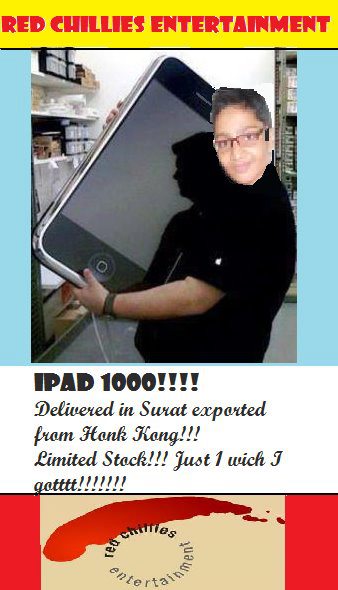 RED CHILLIES ENTERTAINMENT
IPAD 1000!!!!
Delivered in Surat exported
from Honk Kong!!!
Limited Stock!!! Just 1 wich I
gotttt!!!!!!!
red chillies
entertainment